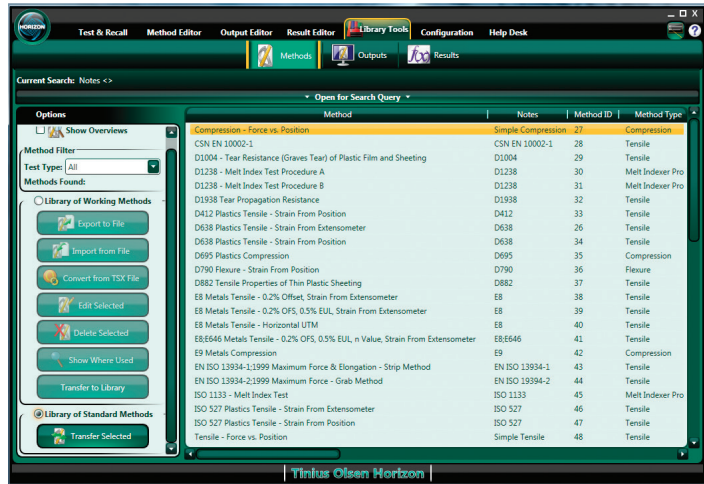 HORIZON
Test & Recall Method Editor Output Editor Result Editor Library Tools Configuration Help Desk
Methods Outputs f(x) Results
Current Search: Notes <>
Open for Search Query
Options
Show Overviews
Method Filter
Test Type: All
Methods Found:
Library of Working Methods
Export to File
Import from File
Convert from TSX File
Edit Selected
Delete Selected
Show Where Used
Transfer to Library
Library of Standard Methods
Transfer Selected
Method Notes Method ID Method Type
Compression - Force vs. Position Simple Compression 27 Compression
CSN EN 10002-1 CSN EN 10002-1 28 Tensile
D1004 - Tear Resistance (Graves Tear) of Plastic Film and Sheeting D1004 29 Tensile
D1238 - Melt Index Test Procedure A D1238 30 Melt Indexer Pro
D1238 - Melt Index Test Procedure B D1238 31 Melt Indexer Pro
D1938 Tear Propagation Resistance D1938 32 Tensile
D412 Plastics Tensile - Strain From Position D412 33 Tensile
D638 Plastics Tensile - Strain From Extensometer D638 26 Tensile
D638 Plastics Tensile - Strain From Position D638 34 Tensile
D695 Plastics Compression D695 35 Compression
D790 Flexure - Strain From Position D790 36 Flexure
D882 Tensile Properties of Thin Plastic Sheeting D882 37 Tensile
E8 Metals Tensile - 0.2% Offset, Strain From Extensometer E8 38 Tensile
E8 Metals Tensile - 0.2% OFS, 0.5% EUL, Strain From Extensometer E8 39 Tensile
E8 Metals Tensile - Horizontal UTM E8 40 Tensile
E8;E646 Metals Tensile - 0.2% OFS, 0.5% EUL, n Value, Strain From Extensometer E8;E646 41 Tensile
E9 Metals Compression E9 42 Compression
EN ISO 13934-1;1999 Maximum Force & Elongation - Strip Method EN ISO 13934-1 43 Tensile
EN ISO 13934-2;1999 Maximum Force - Grab Method EN ISO 19394-2 44 Tensile
ISO 1133 - Melt Index Test ISO 1133 45 Melt Indexer Pro
ISO 527 Plastics Tensile - Strain From Extensometer ISO 527 46 Tensile
ISO 527 Plastics Tensile - Strain From Position ISO 527 47 Tensile
Tensile - Force vs. Position Simple Tensile 48 Tensile
Tinius Olsen Horizon